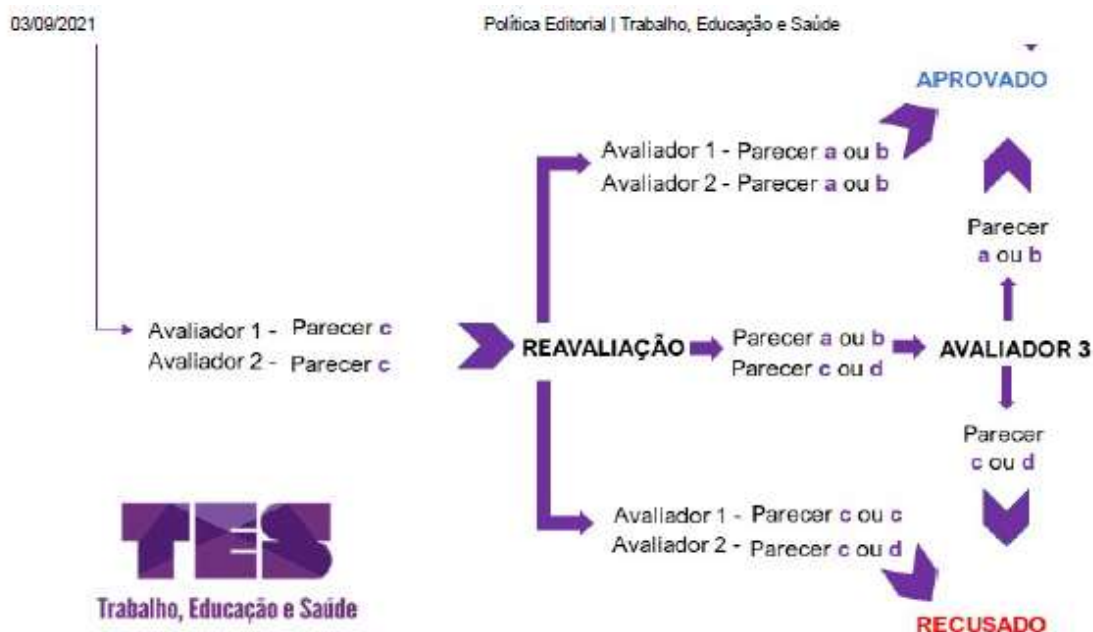 03/09/2021 Política Editorial | Trabalho, Educação e Saúde
APROVADO
Avaliador 1 - Parecer a ou b
Avaliador 2 - Parecer a ou b
Parecer
a ou b
Avaliador 1 - Parecer c
Avaliador 2 - Parecer c
REAVALIAÇÃO
Parecer a ou b
Parecer c ou d
AVALIADOR 3
Parecer
c ou d
Avaliador 1 - Parecer c ou c
Avaliador 2 - Parecer c ou d
RECUSADO
TES
Trabalho, Educação e Saúde